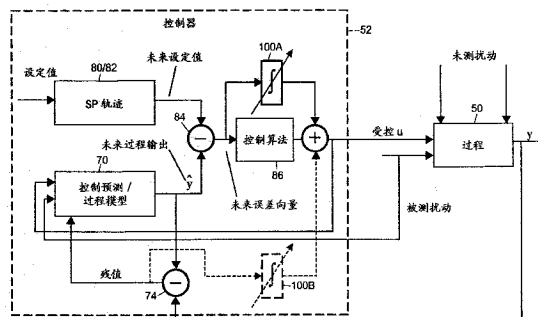 控制器
52
100A
未来设定值
未测扰动
设定值
80/82
SP 轨迹
84
−
控制算法
86
+
受控 u
50
过程
y
未来过程输出
ŷ
70
控制预测 /
过程模型
未来误差向量
被测扰动
残值
74
−
100B